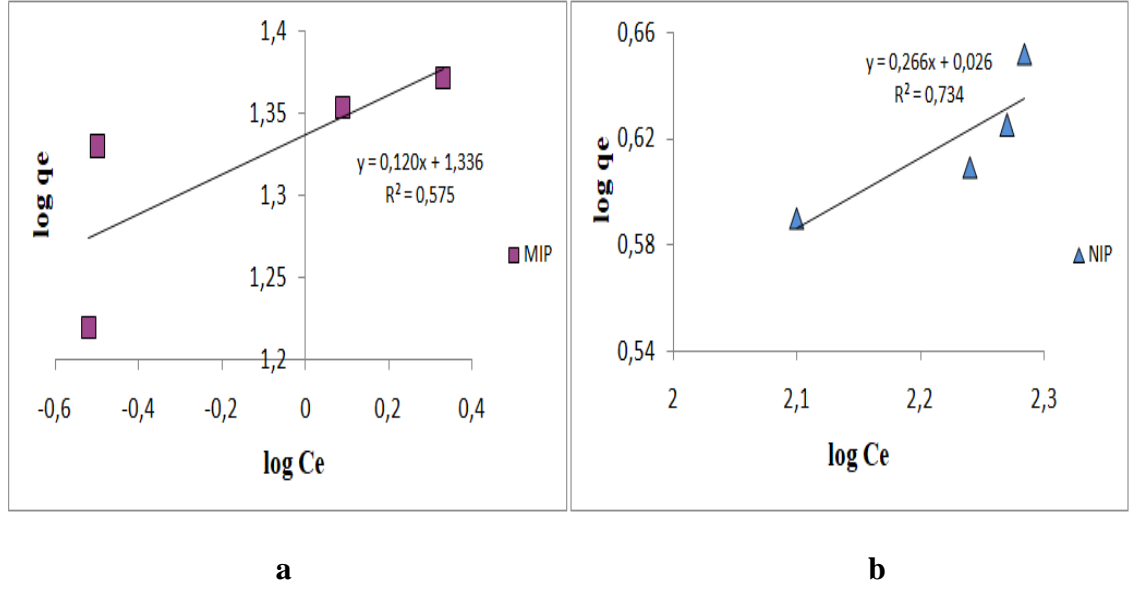 1,4
1,35
1,3
1,25
1,2
-0,6 -0,4 -0,2 0 0,2 0,4
log qe
log Ce
y = 0,120x + 1,336
R² = 0,575
MIP
a
0,66
0,62
0,58
0,54
2 2,1 2,2 2,3
log qe
log Ce
y = 0,266x + 0,026
R² = 0,734
NIP
b